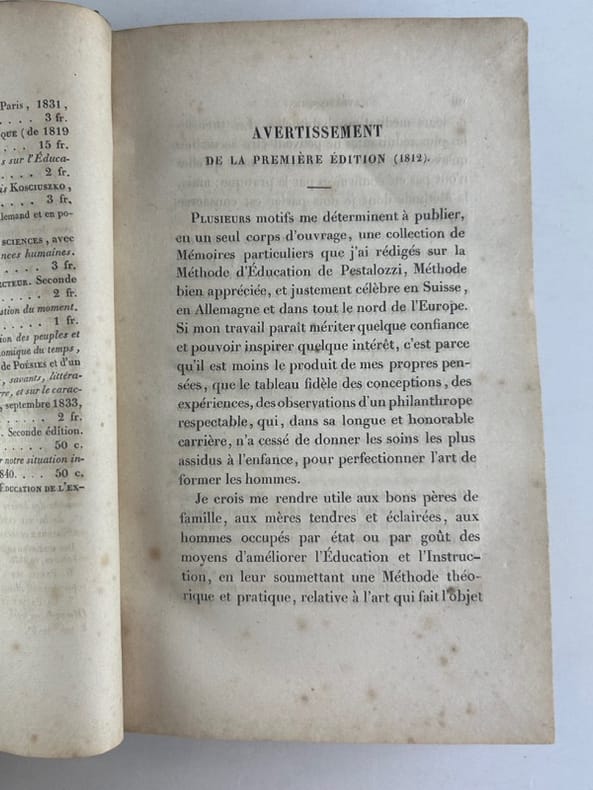 Paris, 1831,
. . . . 3 fr.
QUE (de 1819
. . . 15 fr.
s sur l'Éduca-
. . . . 2 fr.
is KOSCIUSZKO,
. . . . 3 fr.
llemand et en po-
SCIENCES, avec
nces humaines.
. . . . 3 fr.
CTEUR. Seconde
. . . . . 2 fr.
ation du moment.
. . . . . 1 fr.
ion des peuples et
nomique du temps,
de POÉSIES et d'un
, savants, littéra-
rre, et sur le carac-
, septembre 1833,
. . . . . 2 fr.
. Seconde édition.
. . . . . 50 c.
r notre situation in-
840. . . . 50 c.
ÉDUCATION DE L'EX-
AVERTISSEMENT
DE LA PREMIÈRE ÉDITION (1812).
PLUSIEURS motifs me déterminent à publier,
en un seul corps d'ouvrage, une collection de
Mémoires particuliers que j'ai rédigés sur la
Méthode d'Éducation de Pestalozzi, Méthode
bien appréciée, et justement célèbre en Suisse,
en Allemagne et dans tout le nord de l'Europe.
Si mon travail paraît mériter quelque confiance
et pouvoir inspirer quelque intérêt, c'est parce
qu'il est moins le produit de mes propres pen-
sées, que le tableau fidèle des conceptions, des
expériences, des observations d'un philanthrope
respectable, qui, dans sa longue et honorable
carrière, n'a cessé de donner les soins les plus
assidus à l'enfance, pour perfectionner l'art de
former les hommes.
Je crois me rendre utile aux bons pères de
famille, aux mères tendres et éclairées, aux
hommes occupés par état ou par goût des
moyens d'améliorer l'Éducation et l'Instruc-
tion, en leur soumettant une Méthode théo-
rique et pratique, relative à l'art qui fait l'objet